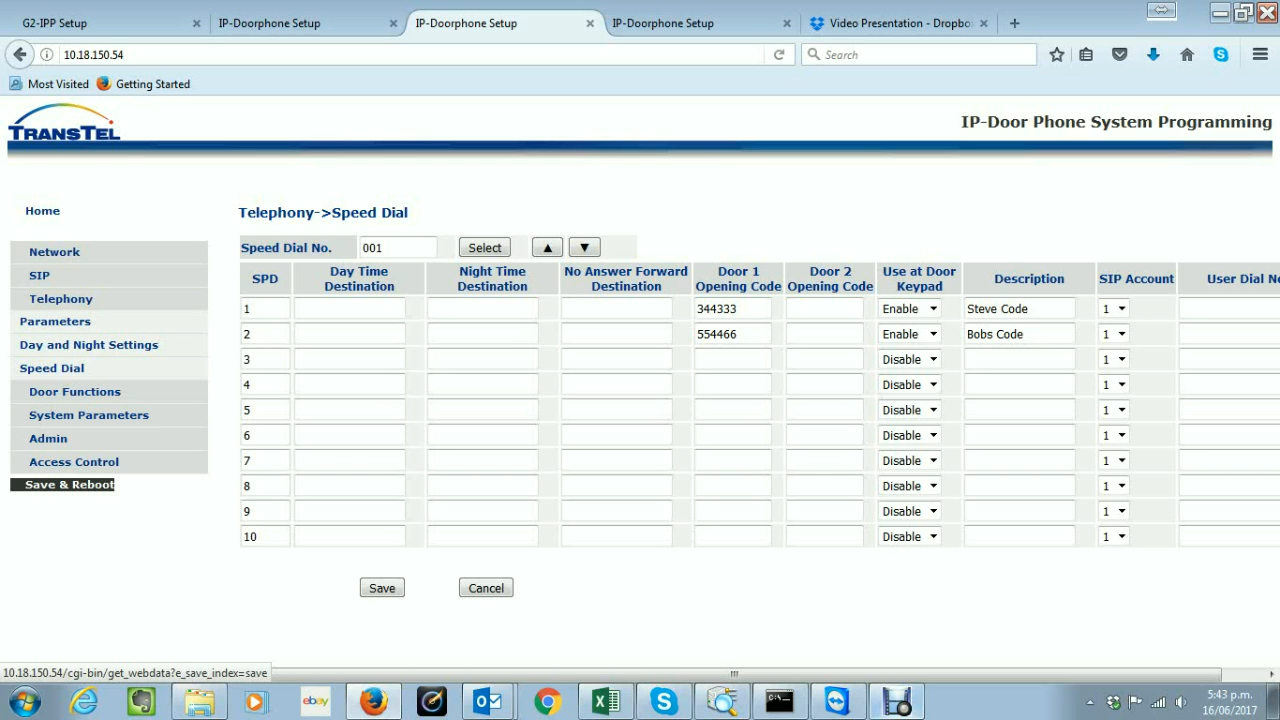 G2-IPP Setup
IP-Doorphone Setup
IP-Doorphone Setup
IP-Doorphone Setup
Video Presentation - Dropbo
10.18.150.54
Search
Most Visited
Getting Started
TRANSTEL
IP-Door Phone System Programming
Home
Network
SIP
Telephony
Parameters
Day and Night Settings
Speed Dial
Door Functions
System Parameters
Admin
Access Control
Save & Reboot
Telephony->Speed Dial
Speed Dial No. 001 Select ▲ ▼
SPD Day Time Destination Night Time Destination No Answer Forward Destination Door 1 Opening Code Door 2 Opening Code Use at Door Keypad Description SIP Account User Dial No
1 344333 Enable Steve Code 1
2 554466 Enable Bobs Code 1
3 Disable 1
4 Disable 1
5 Disable 1
6 Disable 1
7 Disable 1
8 Disable 1
9 Disable 1
10 Disable 1
Save Cancel
10.18.150.54/cgi-bin/get_webdata?e_save_index=save
ebay
5:43 p.m.
16/06/2017